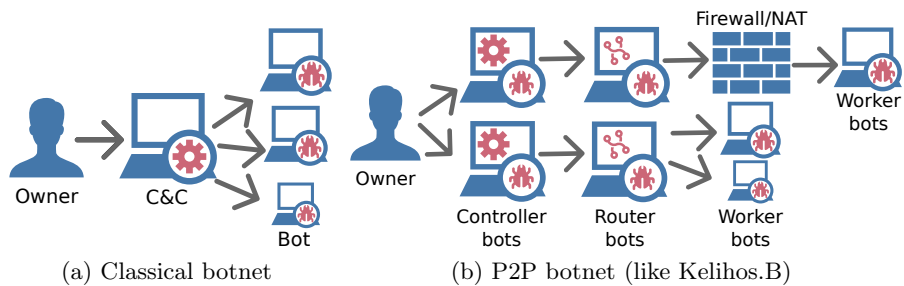 Owner
C&C
Bot
(a) Classical botnet
Firewall/NAT
Owner
Controller
bots
Router
bots
Worker
bots
Worker
bots
(b) P2P botnet (like Kelihos.B)